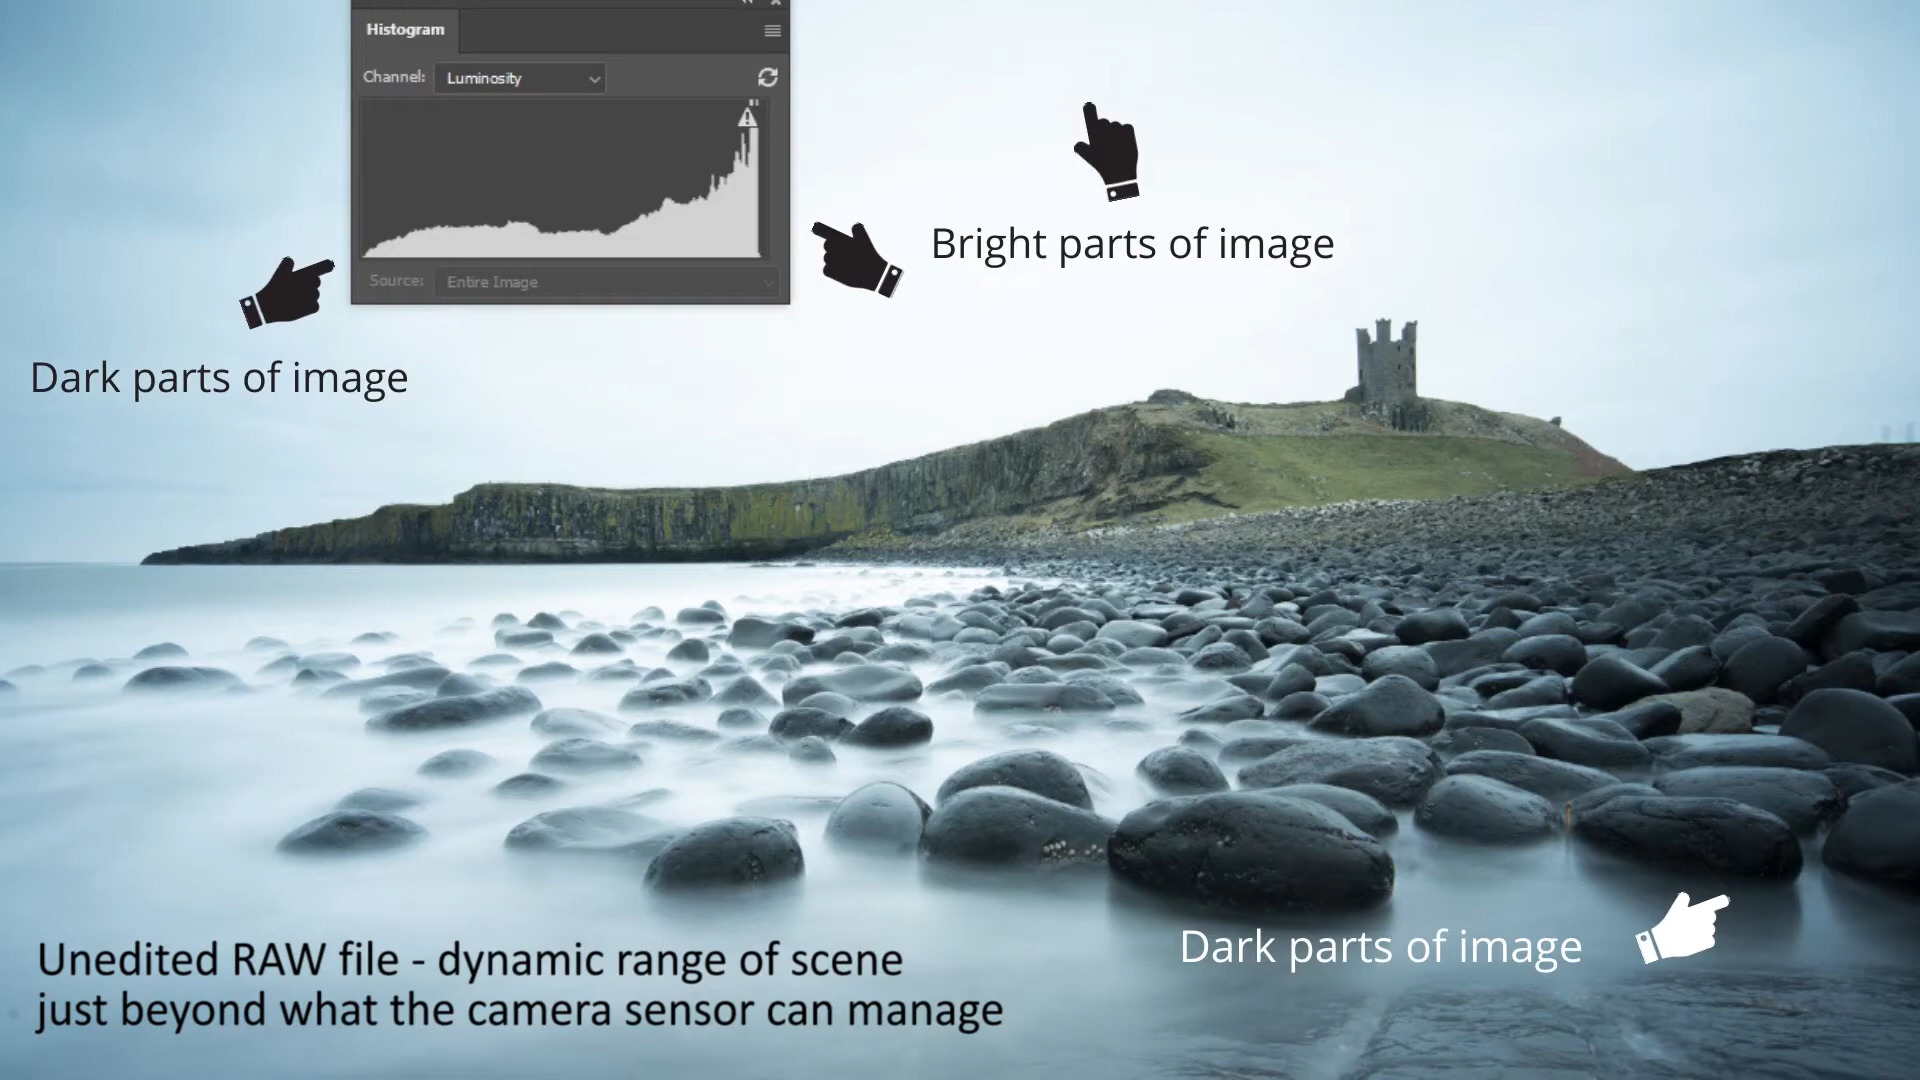 Histogram
Channel: Luminosity
Source: Entire Image
Bright parts of image
Dark parts of image
Dark parts of image
Unedited RAW file - dynamic range of scene
just beyond what the camera sensor can manage